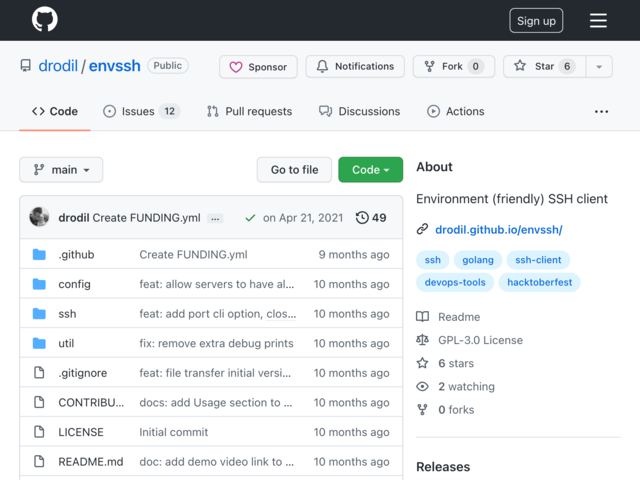 Sign up
drodil / envssh Public
Sponsor Notifications Fork 0 Star 6
Code Issues 12 Pull requests Discussions Actions ...
main Go to file Code
drodil Create FUNDING.yml ... on Apr 21, 2021 49
.github Create FUNDING.yml 9 months ago
config feat: allow servers to have al... 10 months ago
ssh feat: add port cli option, clos... 10 months ago
util fix: remove extra debug prints 10 months ago
.gitignore feat: file transfer initial versi... 10 months ago
CONTRIBU... docs: add Usage section to ... 10 months ago
LICENSE Initial commit 10 months ago
README.md doc: add demo video link to ... 10 months ago
About
Environment (friendly) SSH client
drodil.github.io/envssh/
ssh golang ssh-client
devops-tools hacktoberfest
Readme
GPL-3.0 License
6 stars
2 watching
0 forks
Releases